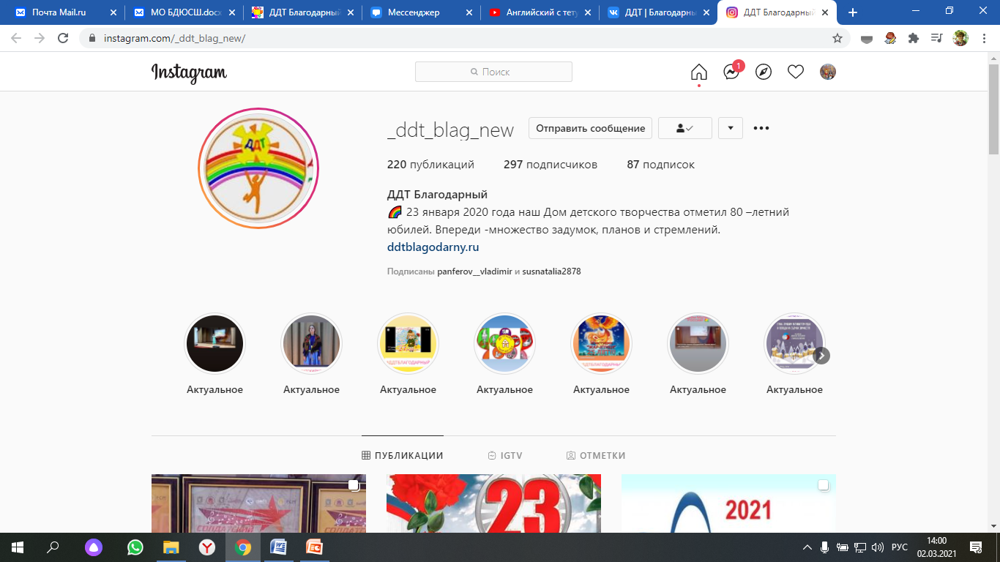 Почта Mail.ru
МО БДЮСШ.docx
ДДТ Благодарный
Мессенджер
Английский с тету
ДДТ | Благодарны
ДДТ Благодарный
instagram.com/_ddt_blag_new/
Instagram
Поиск
1
ДДТ
_ddt_blag_new
Отправить сообщение
220 публикаций
297 подписчиков
87 подписок
ДДТ Благодарный
🌈 23 января 2020 года наш Дом детского творчества отметил 80 –летний
юбилей. Впереди -множество задумок, планов и стремлений.
ddtblagodarny.ru
Подписаны panferov__vladimir и susnatalia2878
Актуальное
Актуальное
Актуальное
Актуальное
Актуальное
Актуальное
Актуальное
ПУБЛИКАЦИИ
IGTV
ОТМЕТКИ
23
2021
РУС
14:00
02.03.2021